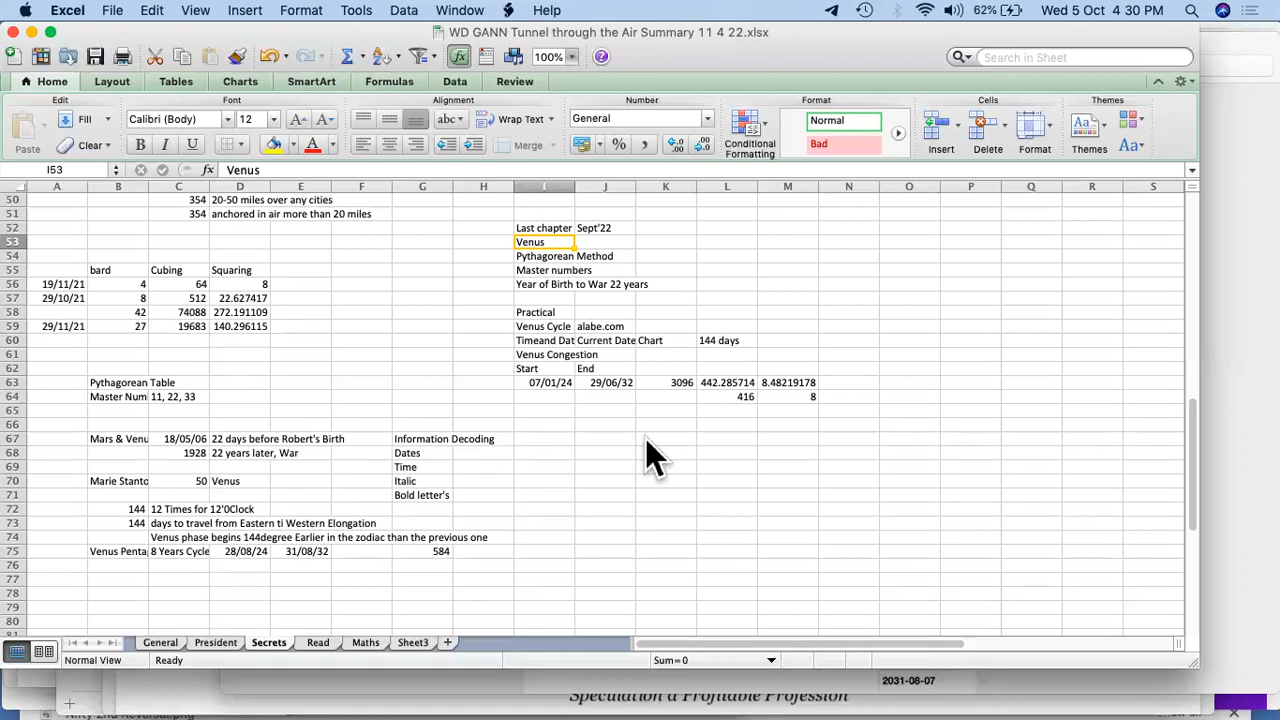 Excel File Edit View Insert Format Tools Data Window Help 62% Wed 5 Oct 4:30 PM
WD GANN Tunnel through the Air Summary 11 4 22.xlsx
100% Search in Sheet
Home Layout Tables Charts SmartArt Formulas Data Review
Edit Font Alignment Number Format Cells Themes
Fill Calibri (Body) 12 abc Wrap Text General Normal
Paste Clear B I U A Merge % , Conditional Formatting Bad Insert Delete Format Themes Aa
I53 fx Venus
A B C D E F G H I J K L M N O P Q R S
50 354 20-50 miles over any cities
51 354 anchored in air more than 20 miles
52 Last chapter Sept'22
53 Venus
54 Pythagorean Method
55 bard Cubing Squaring Master numbers
56 19/11/21 4 64 8 Year of Birth to War 22 years
57 29/10/21 8 512 22.627417
58 42 74088 272.191109 Practical
59 29/11/21 27 19683 140.296115 Venus Cycle alabe.com
60 Timeand Dat Current Date Chart 144 days
61 Venus Congestion
62 Start End
63 Pythagorean Table 07/01/24 29/06/32 3096 442.285714 8.48219178
64 Master Num 11, 22, 33 416 8
65
66
67 Mars & Venu 18/05/06 22 days before Robert's Birth Information Decoding
68 1928 22 years later, War Dates
69 Time
70 Marie Stanto 50 Venus Italic
71 Bold letter's
72 144 12 Times for 12'0Clock
73 144 days to travel from Eastern ti Western Elongation
74 Venus phase begins 144degree Earlier in the zodiac than the previous one
75 Venus Penta 8 Years Cycle 28/08/24 31/08/32 584
76
77
78
79
80
81
General President Secrets Read Maths Sheet3 +
Normal View Ready Sum=0
2031-08-07
Speculation a Profitable Profession
Nifty 2nd Reversal.png